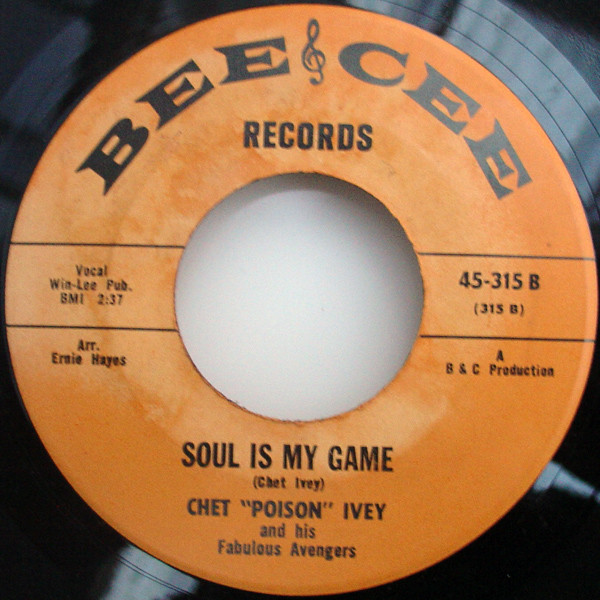 BEE CEE
RECORDS
Vocal
Win-Lee Pub.
BMI 2:37
Arr.
Ernie Hayes
45-315 B
(315 B)
A
B & C Production
SOUL IS MY GAME
(Chet Ivey)
CHET "POISON" IVEY
and his
Fabulous Avengers